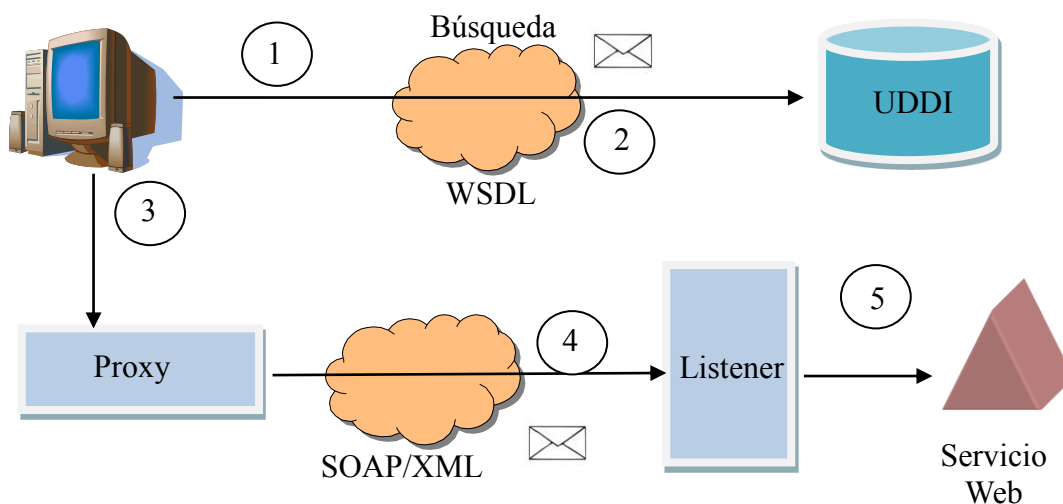 1
Búsqueda
2
UDDI
WSDL
3
Proxy
4
SOAP/XML
Listener
5
Servicio
Web